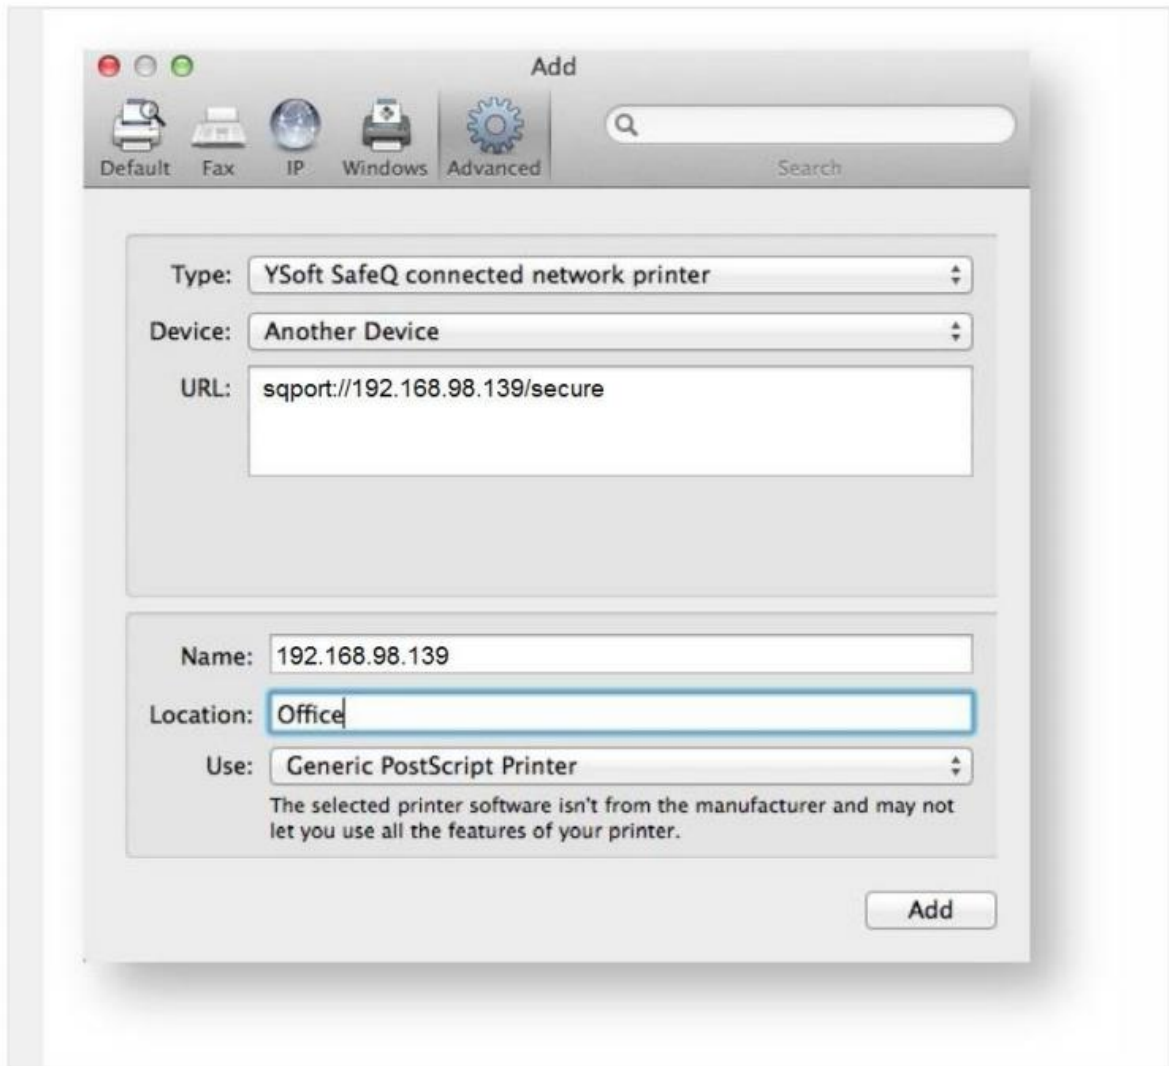 Add
Default Fax IP Windows Advanced
Search
Type: YSoft SafeQ connected network printer
Device: Another Device
URL: sqport://192.168.98.139/secure
Name: 192.168.98.139
Location: Office
Use: Generic PostScript Printer
The selected printer software isn't from the manufacturer and may not
let you use all the features of your printer.
Add